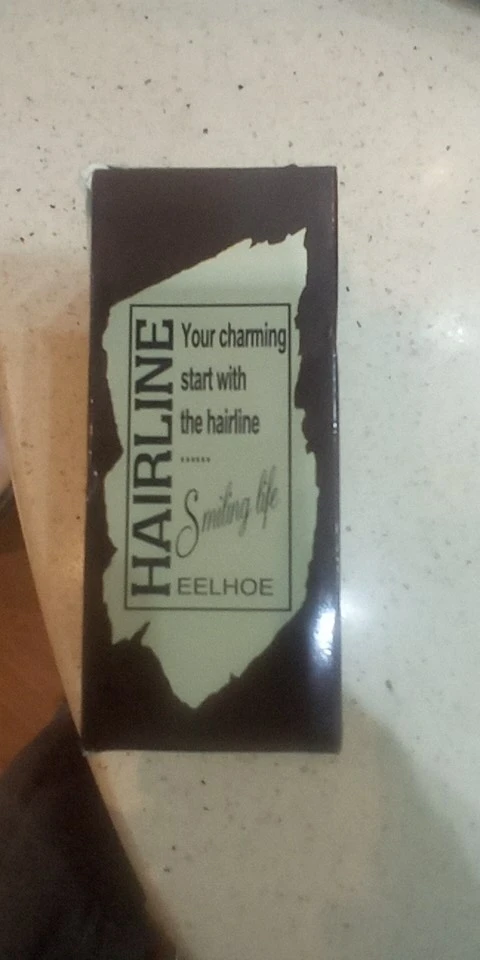 HAIRLINE
Your charming
start with
the hairline
......
Smiling life
EELHOE